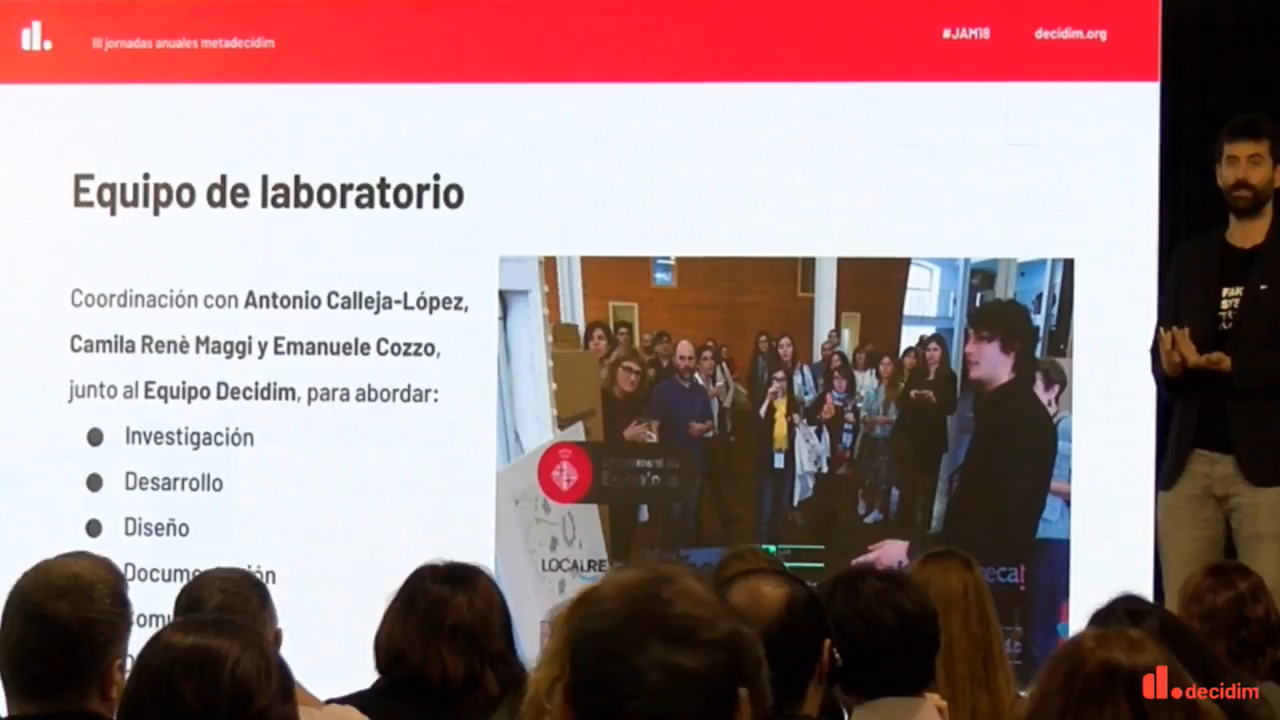 III jornadas anuales metadecidim
#JAM18
decidim.org
Equipo de laboratorio
Coordinación con Antonio Calleja-López,
Camila Renè Maggi y Emanuele Cozzo,
junto al Equipo Decidim, para abordar:
Investigación
Desarrollo
Diseño
LOCALRE
decidim